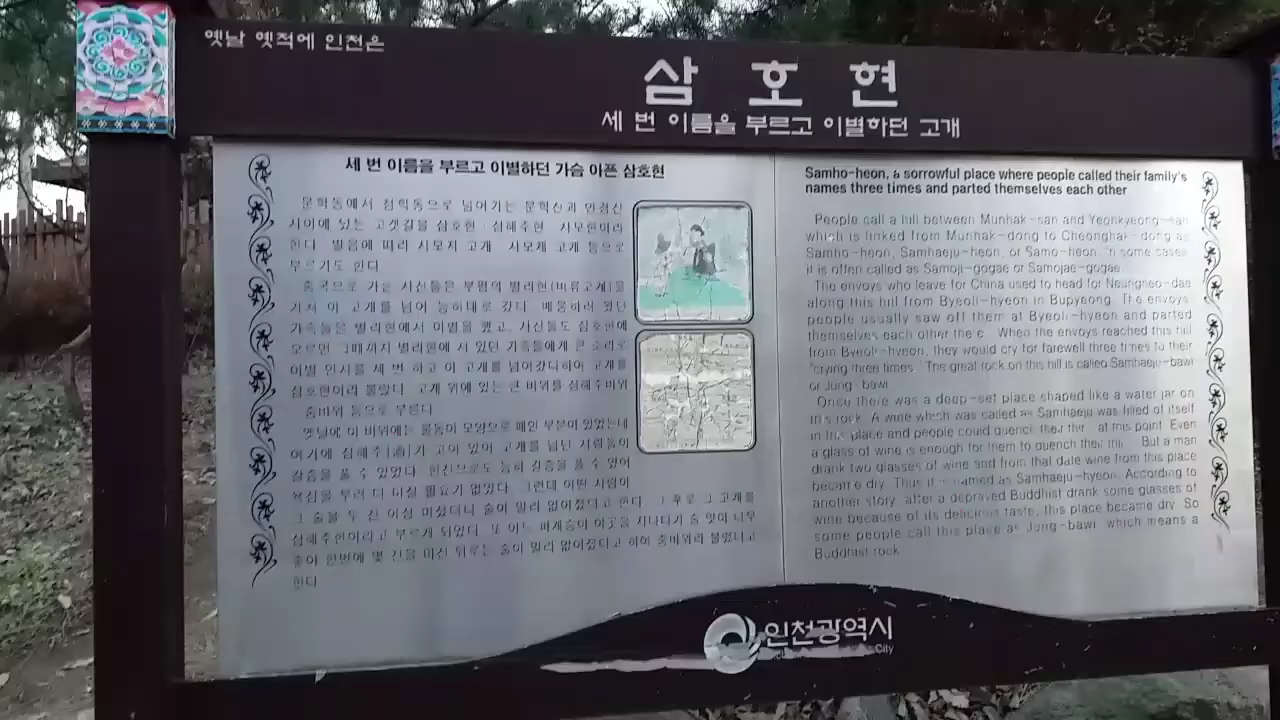 옛날 옛적에 인천은
삼호현
세 번 이름을 부르고 이별하던 고개
세 번 이름을 부르고 이별하던 가슴 아픈 삼호현
문학동에서 청학동으로 넘어가는 문학산과 연경산
사이에 있는 고갯길을 삼호현 · 삼해주현 · 사모현이라
한다. 발음에 따라 사모지 고개 · 사모재 고개 등으로
부르기도 한다.
중국으로 가는 사신들은 부평의 별리현(비류고개)을
거쳐 이 고개를 넘어 능허대로 갔다. 배웅하러 왔던
가족들은 별리현에서 이별을 했고, 사신들도 삼호현에
오르면 그때까지 별리현에 서 있던 가족들에게 큰 소리로
이별 인사를 세 번 하고 이 고개를 넘어갔다하여 고개를
삼호현이라 불렀다. 고개 위에 있는 큰 바위를 삼해주바위
· 중바위 등으로 부른다.
옛날에 이 바위에는 물동이 모양으로 패인 부분이 있었는데
여기에 삼해주(酒)가 고여 있어 고개를 넘던 사람들이
갈증을 풀 수 있었다. 한잔으로도 능히 갈증을 풀 수 있어
욕심을 부려 더 마실 필요가 없었다. 그런데 어떤 사람이
그 술을 두 잔 이상 마셨더니 술이 말라 없어졌다고 한다. 그 후로 그 고개를
삼해주현이라고 부르게 되었다. 또 어느 파계승이 이곳을 지나다가 술 맛이 너무
좋아 한번에 몇 잔을 마신 뒤로는 술이 말라 없어졌다고 하여 중바위라 불렀다고
한다.
Samho-heon, a sorrowful place where people called their family's
names three times and parted themselves each other
People call a hill between Munhak-san and Yeonkyeong-san
which is linked from Munhak-dong to Cheonghak-dong as
Samho-heon, Samhaeju-heon, or Samo-heon. In some cases
it is often called as Samoji-gogae or Samojae-gogae.
The envoys who leave for China used to head for Neungheo-dae
along this hill from Byeoli-hyeon in Bupyeong. The envoys'
people usually saw off them at Byeoli-hyeon and parted
themselves each other there. When the envoys reached this hill
from Byeoli-hyeon, they would cry for farewell three times to their
"crying three times". The great rock on this hill is called Samhaeju-bawi
or Jung-bawi.
Once there was a deep-set place shaped like a water jar on
this rock. A wine which was called as Samhaeju was filled of itself
in this place and people could quench their thirst at this point. Even
a glass of wine is enough for them to quench their thirst. But a man
drank two glasses of wine and from that date wine from this place
became dry. Thus it is named as Samhaeju-hyeon. According to
another story, after a depraved Buddhist drank some glasses of
wine because of its delicious taste, this place became dry. So
some people call this place as Jung-bawi, which means a
Buddhist rock.
인천광역시
City